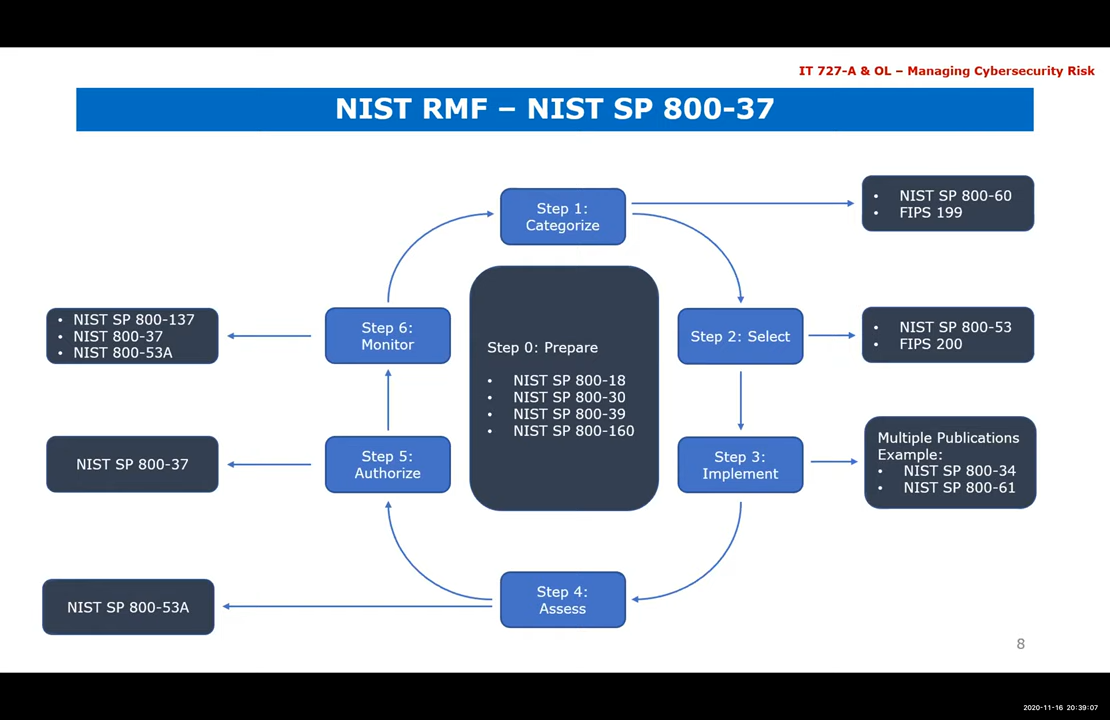 IT 727-A & OL – Managing Cybersecurity Risk
NIST RMF – NIST SP 800-37
Step 1:
Categorize
• NIST SP 800-60
• FIPS 199
Step 2: Select
• NIST SP 800-53
• FIPS 200
Step 3:
Implement
Multiple Publications
Example:
• NIST SP 800-34
• NIST SP 800-61
Step 4:
Assess
NIST SP 800-53A
Step 5:
Authorize
NIST SP 800-37
Step 6:
Monitor
• NIST SP 800-137
• NIST 800-37
• NIST 800-53A
Step 0: Prepare
• NIST SP 800-18
• NIST SP 800-30
• NIST SP 800-39
• NIST SP 800-160
8
2020-11-16 20:39:07